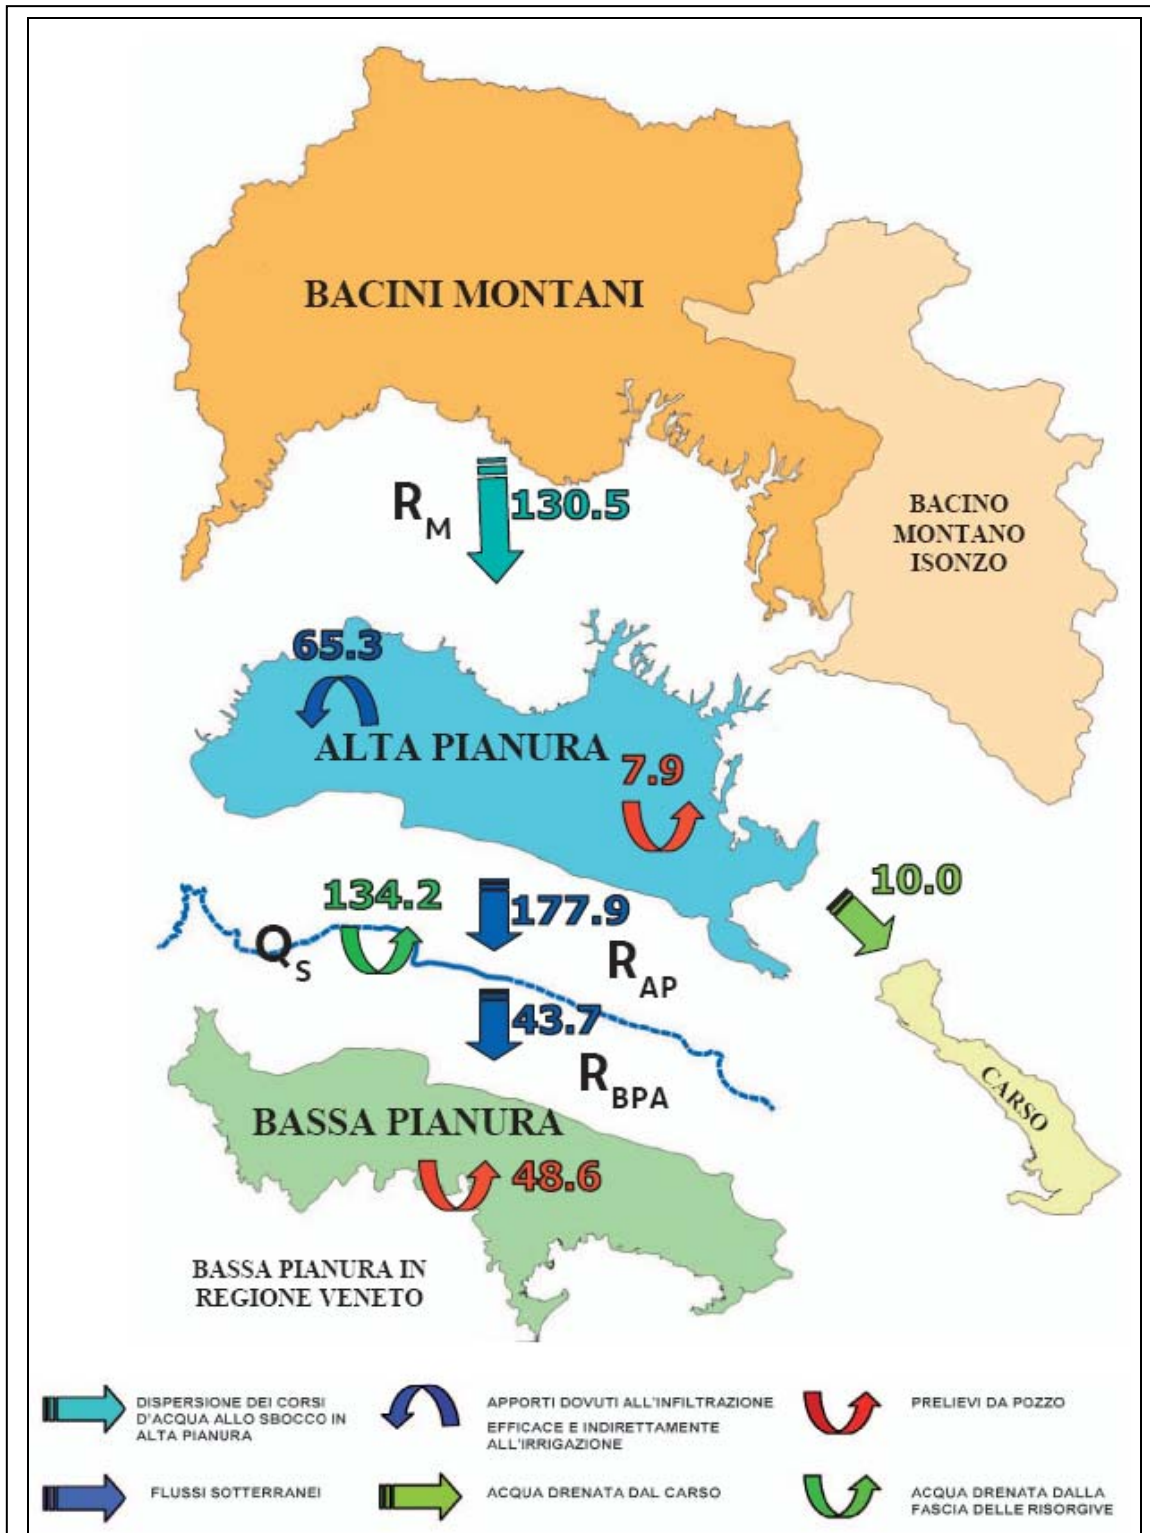 BACINI MONTANI
BACINO
MONTANO
ISONZO
R_M
130.5
65.3
ALTA PIANURA
7.9
10.0
134.2
177.9
Q_S
R_AP
43.7
R_BPA
CARSO
BASSA PIANURA
48.6
BASSA PIANURA IN
REGIONE VENETO
DISPERSIONE DEI CORSI
D'ACQUA ALLO SBOCCO IN
ALTA PIANURA
APPORTI DOVUTI ALL'INFILTRAZIONE
EFFICACE E INDIRETTAMENTE
ALL'IRRIGAZIONE
PRELIEVI DA POZZO
FLUSSI SOTTERRANEI
ACQUA DRENATA DAL CARSO
ACQUA DRENATA DALLA
FASCIA DELLE RISORGIVE